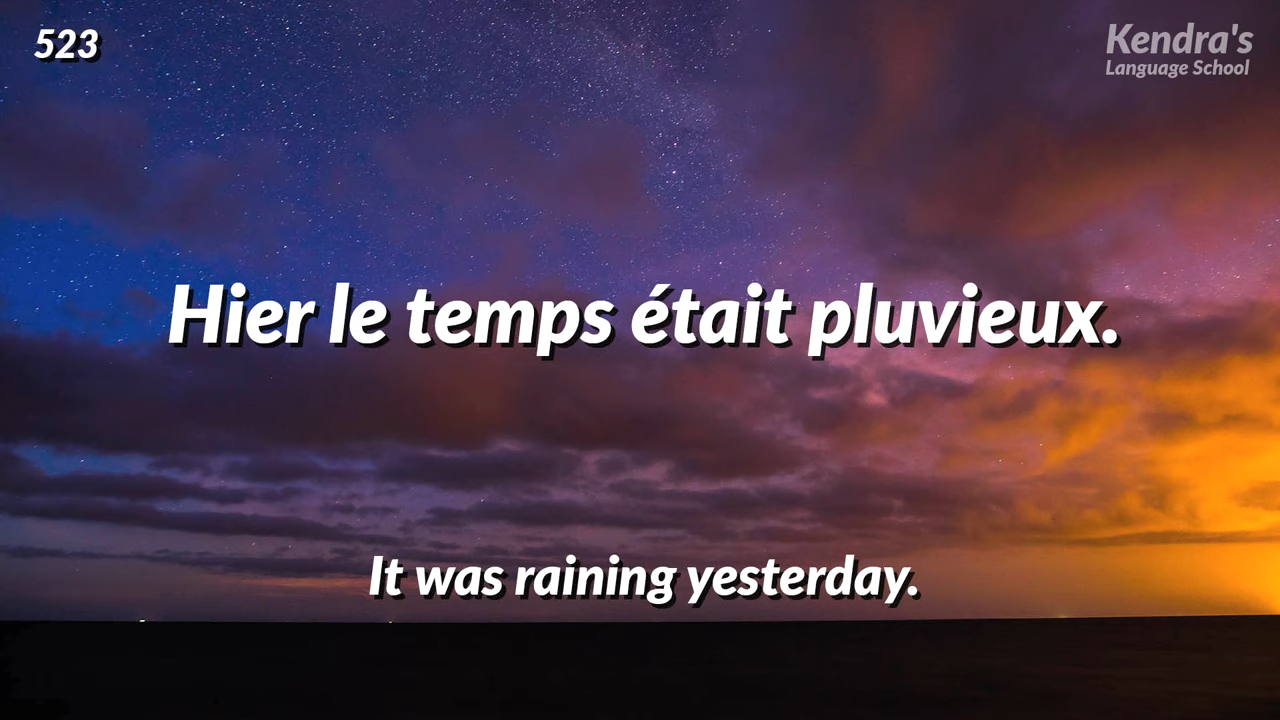 523
Kendra's
Language School
Hier le temps était pluvieux.
It was raining yesterday.